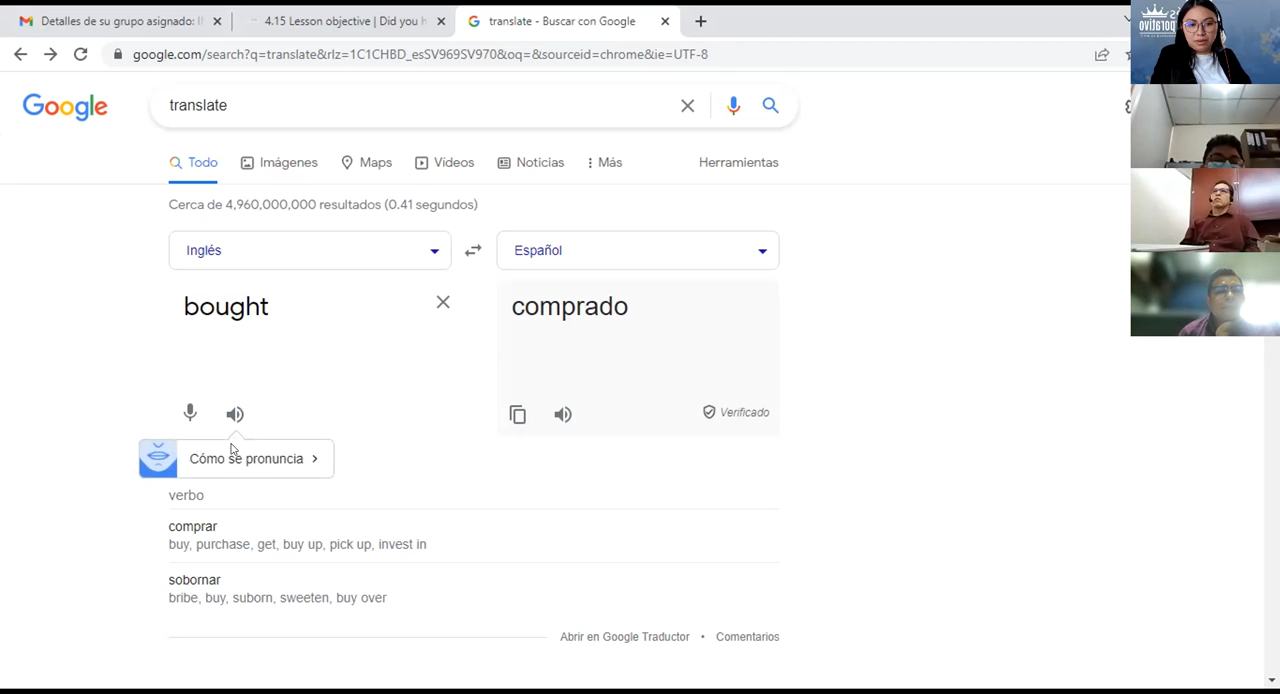 Detalles de su grupo asignado: I
4.15 Lesson objective | Did you h
translate - Buscar con Google
google.com/search?q=translate&rlz=1C1CHBD_esSV969SV970&oq=&sourceid=chrome&ie=UTF-8
Google
translate
Todo
Imágenes
Maps
Vídeos
Noticias
Más
Herramientas
Cerca de 4,960,000,000 resultados (0.41 segundos)
Inglés
Español
bought
comprado
Verificado
Cómo se pronuncia
verbo
comprar
buy, purchase, get, buy up, pick up, invest in
sobornar
bribe, buy, suborn, sweeten, buy over
Abrir en Google Traductor • Comentarios